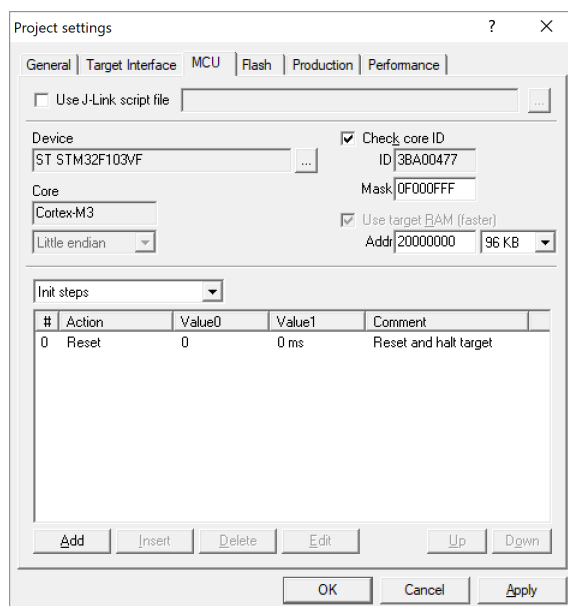 Project settings ? ×
General Target Interface MCU Flash Production Performance
Use J-Link script file ...
Device
ST STM32F103VF ...
Check core ID
ID 3BA00477
Mask 0F000FFF
Core
Cortex-M3
Little endian
Use target RAM (faster)
Addr 20000000 96 KB
Init steps
# Action Value0 Value1 Comment
0 Reset 0 0 ms Reset and halt target
Add Insert Delete Edit Up Down
OK Cancel Apply